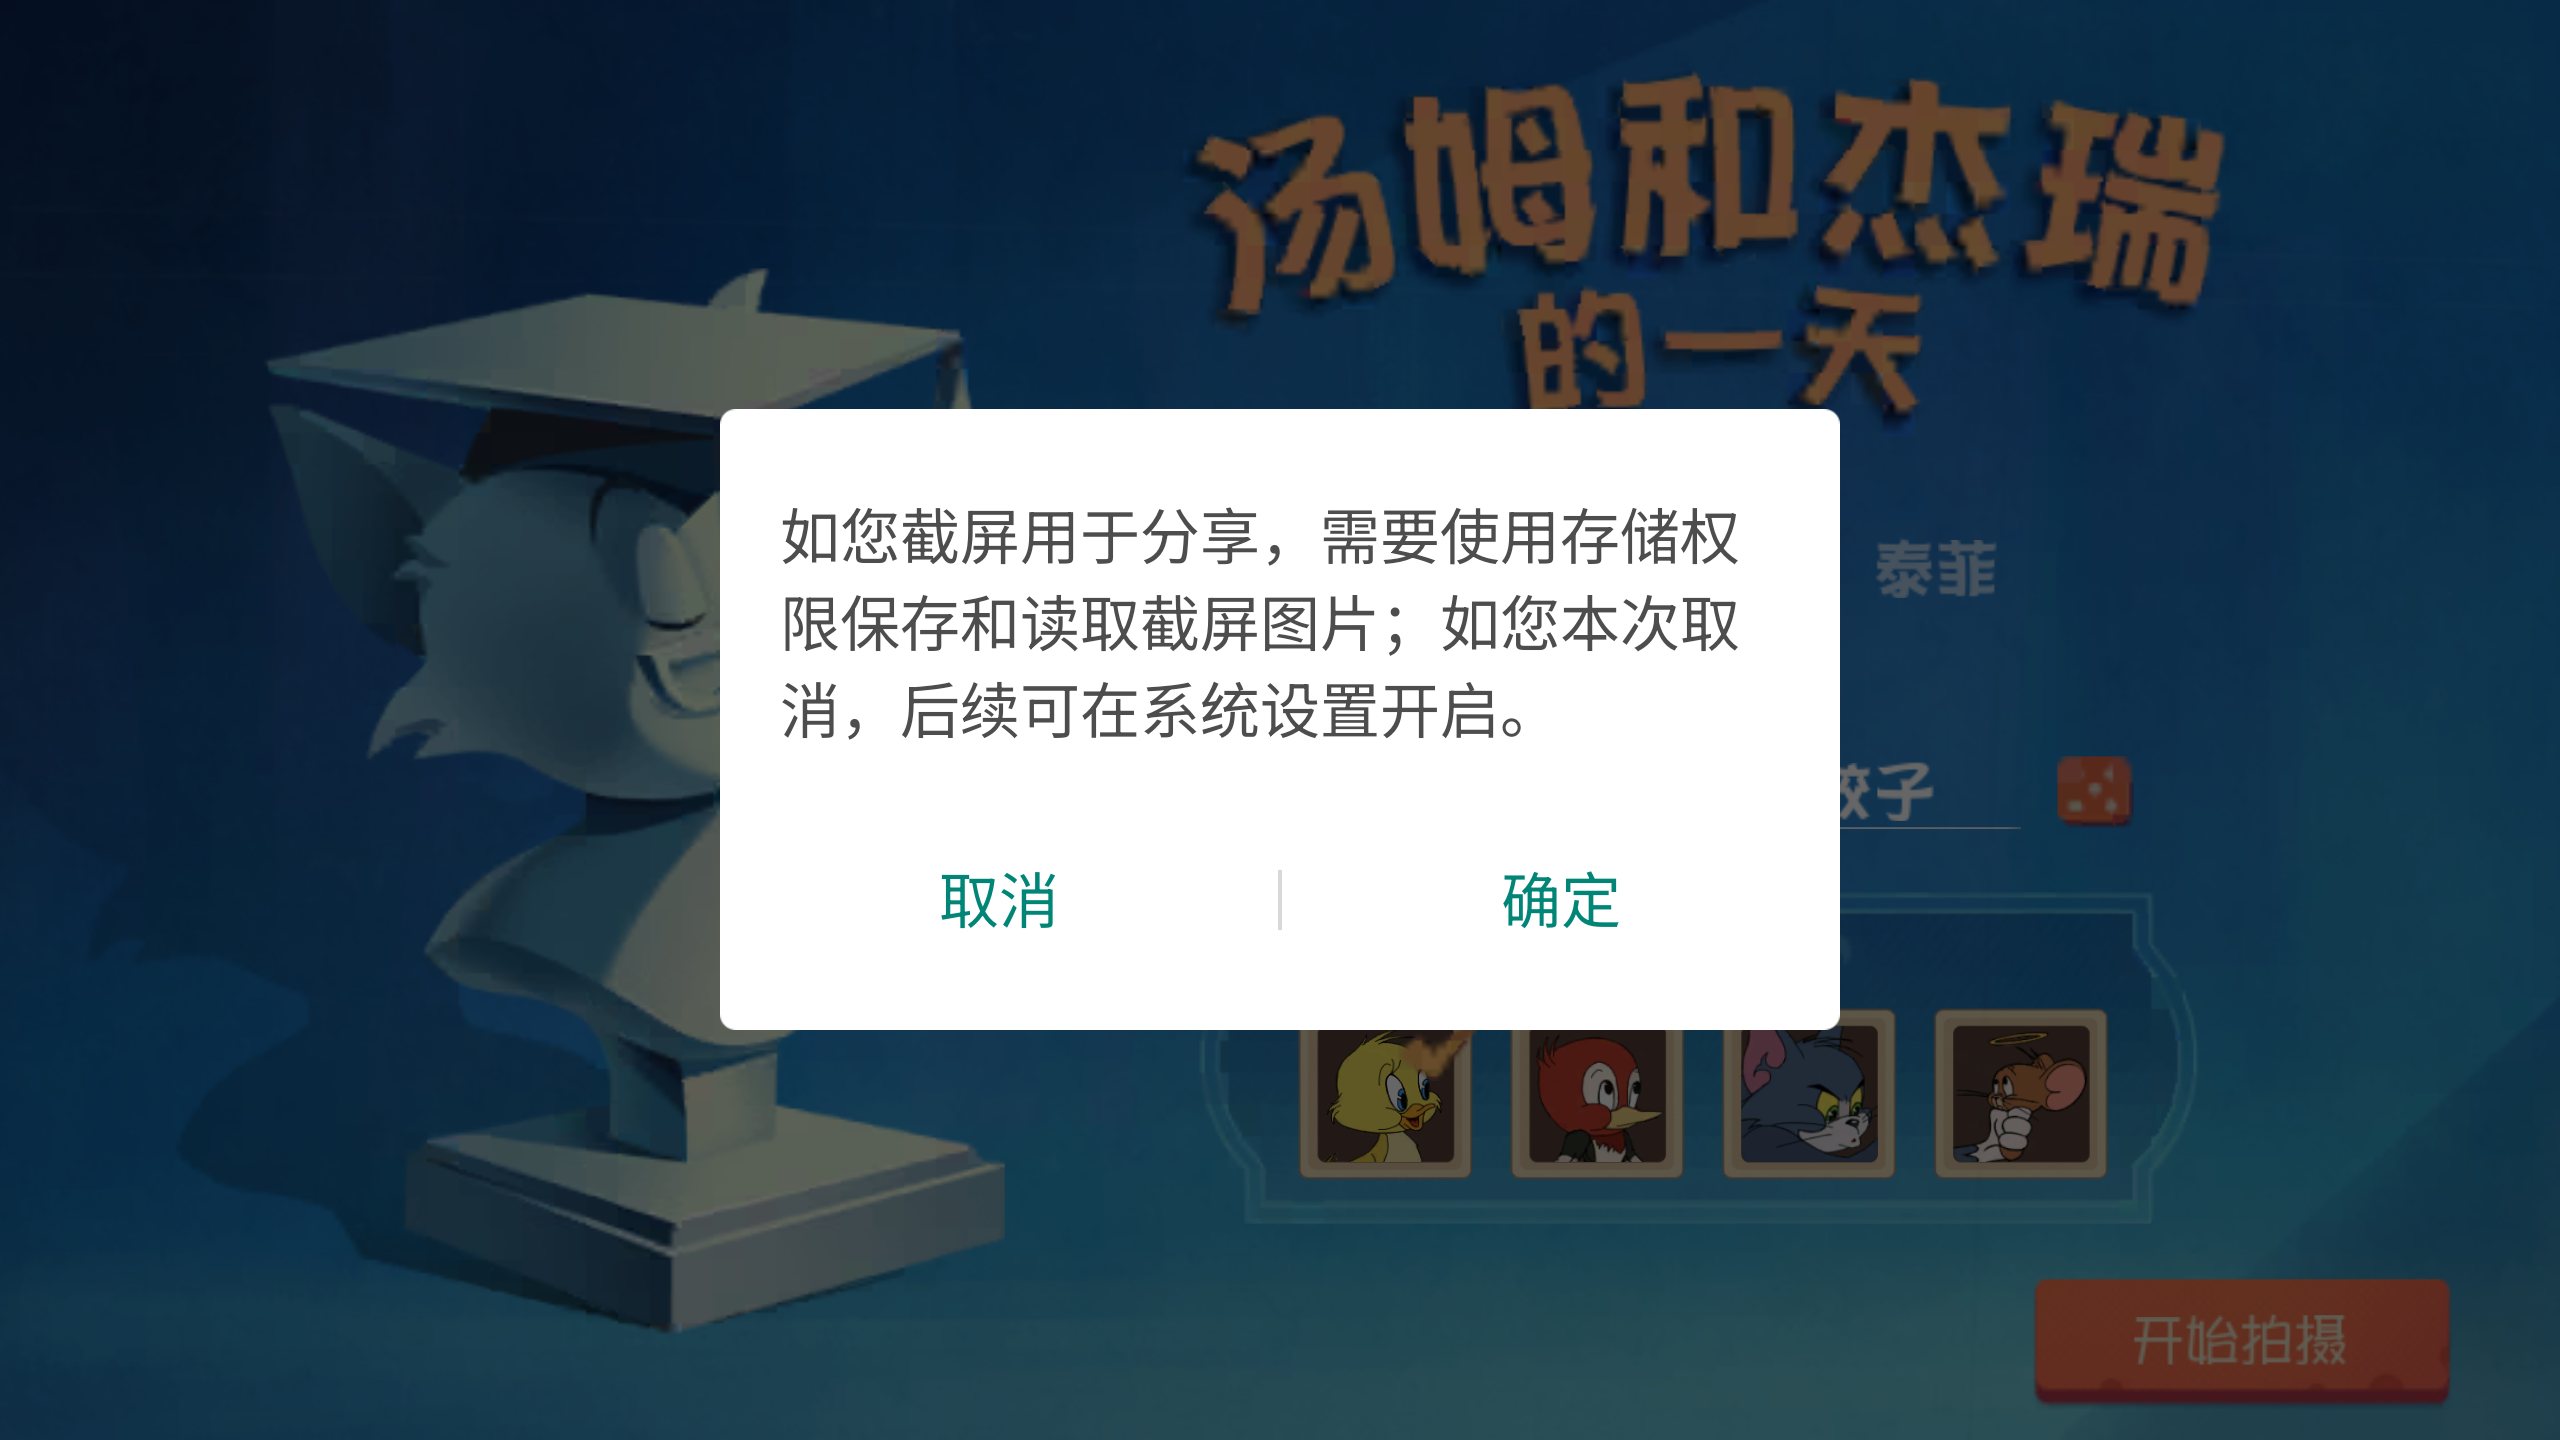 汤姆和杰瑞
的一天
如您截屏用于分享，需要使用存储权
限保存和读取截屏图片；如您本次取
消，后续可在系统设置开启。
泰菲
子
取消
确定
开始拍摄